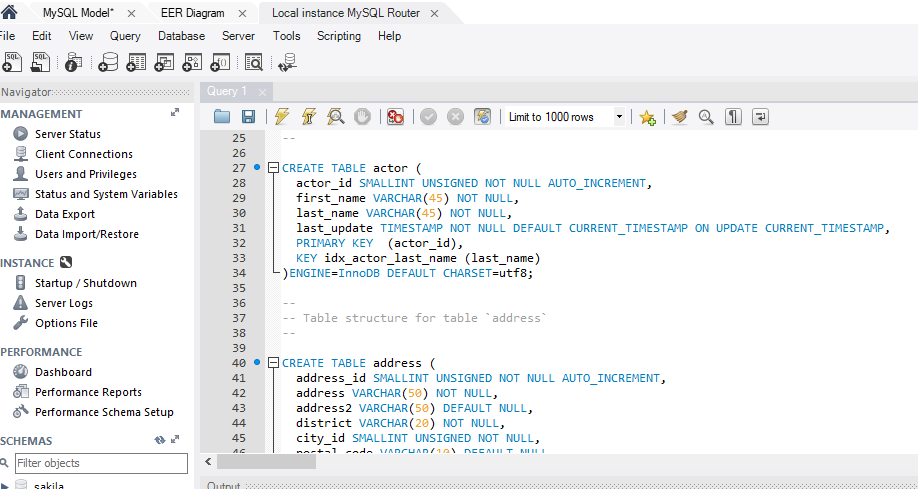 MySQL Model* ×
EER Diagram ×
Local instance MySQL Router ×
File Edit View Query Database Server Tools Scripting Help
Navigator
MANAGEMENT
Server Status
Client Connections
Users and Privileges
Status and System Variables
Data Export
Data Import/Restore
INSTANCE
Startup / Shutdown
Server Logs
Options File
PERFORMANCE
Dashboard
Performance Reports
Performance Schema Setup
SCHEMAS
Filter objects
sakila
Query 1 ×
Limit to 1000 rows
25 --
26
27 CREATE TABLE actor (
28 actor_id SMALLINT UNSIGNED NOT NULL AUTO_INCREMENT,
29 first_name VARCHAR(45) NOT NULL,
30 last_name VARCHAR(45) NOT NULL,
31 last_update TIMESTAMP NOT NULL DEFAULT CURRENT_TIMESTAMP ON UPDATE CURRENT_TIMESTAMP,
32 PRIMARY KEY (actor_id),
33 KEY idx_actor_last_name (last_name)
34 )ENGINE=InnoDB DEFAULT CHARSET=utf8;
35
36 --
37 -- Table structure for table `address`
38 --
39
40 CREATE TABLE address (
41 address_id SMALLINT UNSIGNED NOT NULL AUTO_INCREMENT,
42 address VARCHAR(50) NOT NULL,
43 address2 VARCHAR(50) DEFAULT NULL,
44 district VARCHAR(20) NOT NULL,
45 city_id SMALLINT UNSIGNED NOT NULL,
46 postal_code VARCHAR(10) DEFAULT NULL
Output